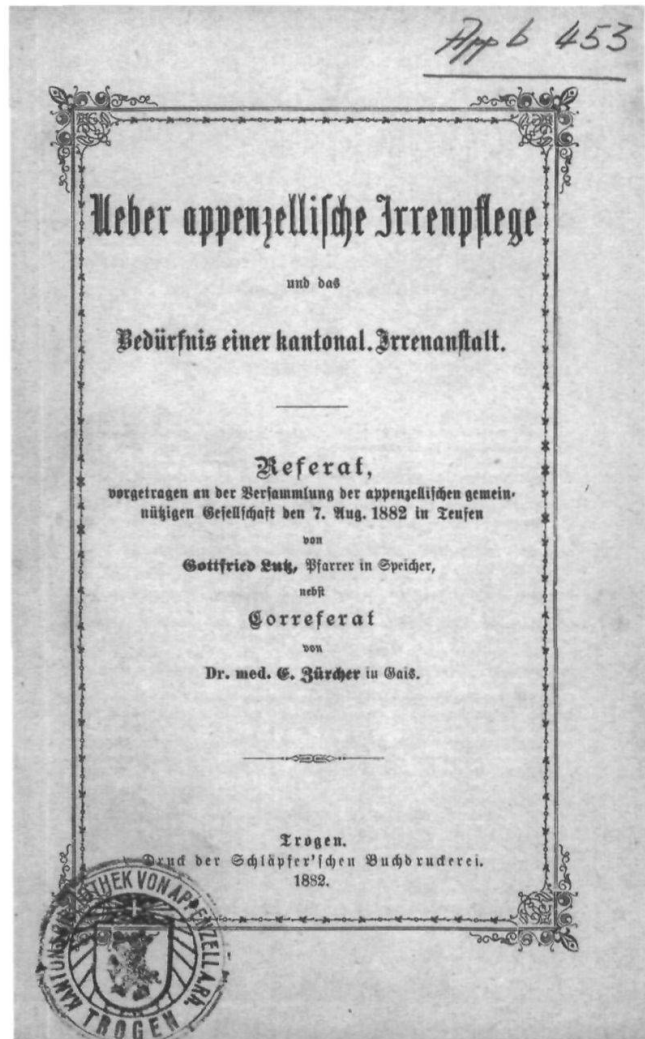 App b 453
Ueber appenzellische Irrenpflege
und das
Bedürfnis einer kantonal. Irrenanstalt.
Referat,
vorgetragen an der Versammlung der appenzellischen gemein-
nützigen Gesellschaft den 7. Aug. 1882 in Teufen
von
Gottfried Lutz, Pfarrer in Speicher,
nebst
Correferat
von
Dr. med. E. Zürcher in Gais.
Trogen.
Druck der Schläpfer'schen Buchdruckerei.
1882.
KANTONSBIBLIOTHEK VON APPENZELL A.RH.
TROGEN